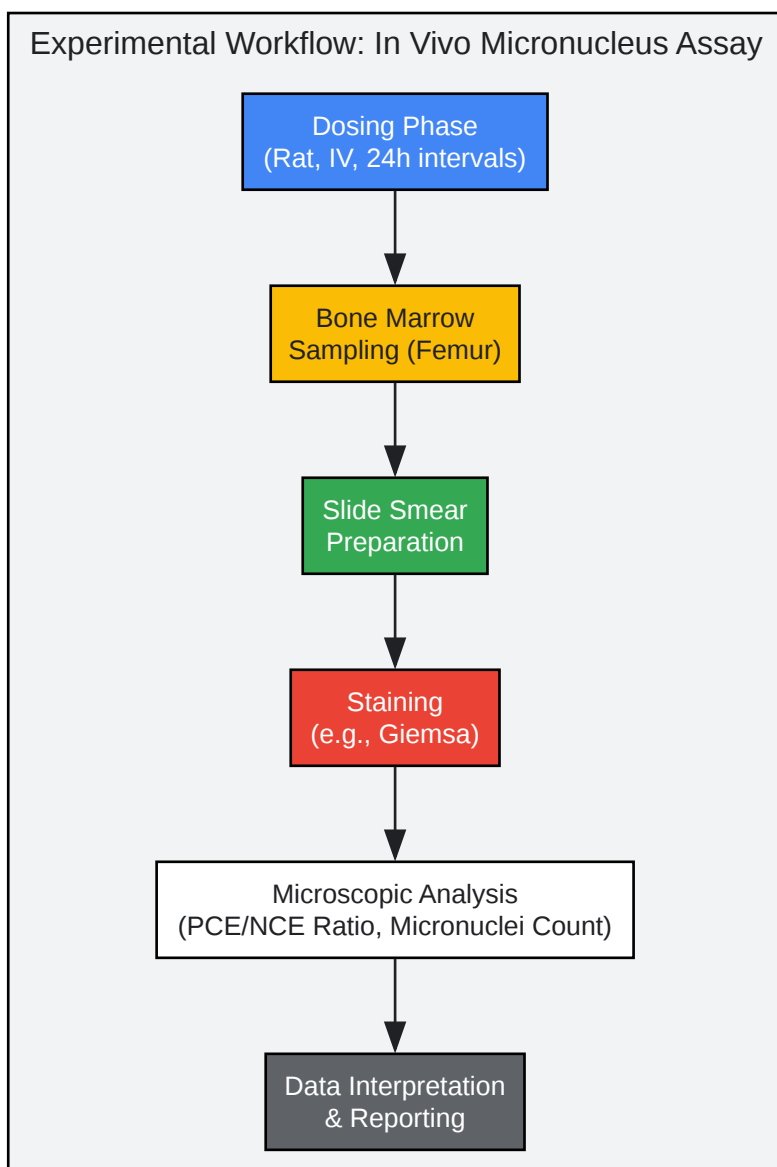 Experimental Workflow: In Vivo Micronucleus Assay
Dosing Phase
(Rat, IV, 24h intervals)
Bone Marrow
Sampling (Femur)
Slide Smear
Preparation
Staining
(e.g., Giemsa)
Microscopic Analysis
(PCE/NCE Ratio, Micronuclei Count)
Data Interpretation
& Reporting